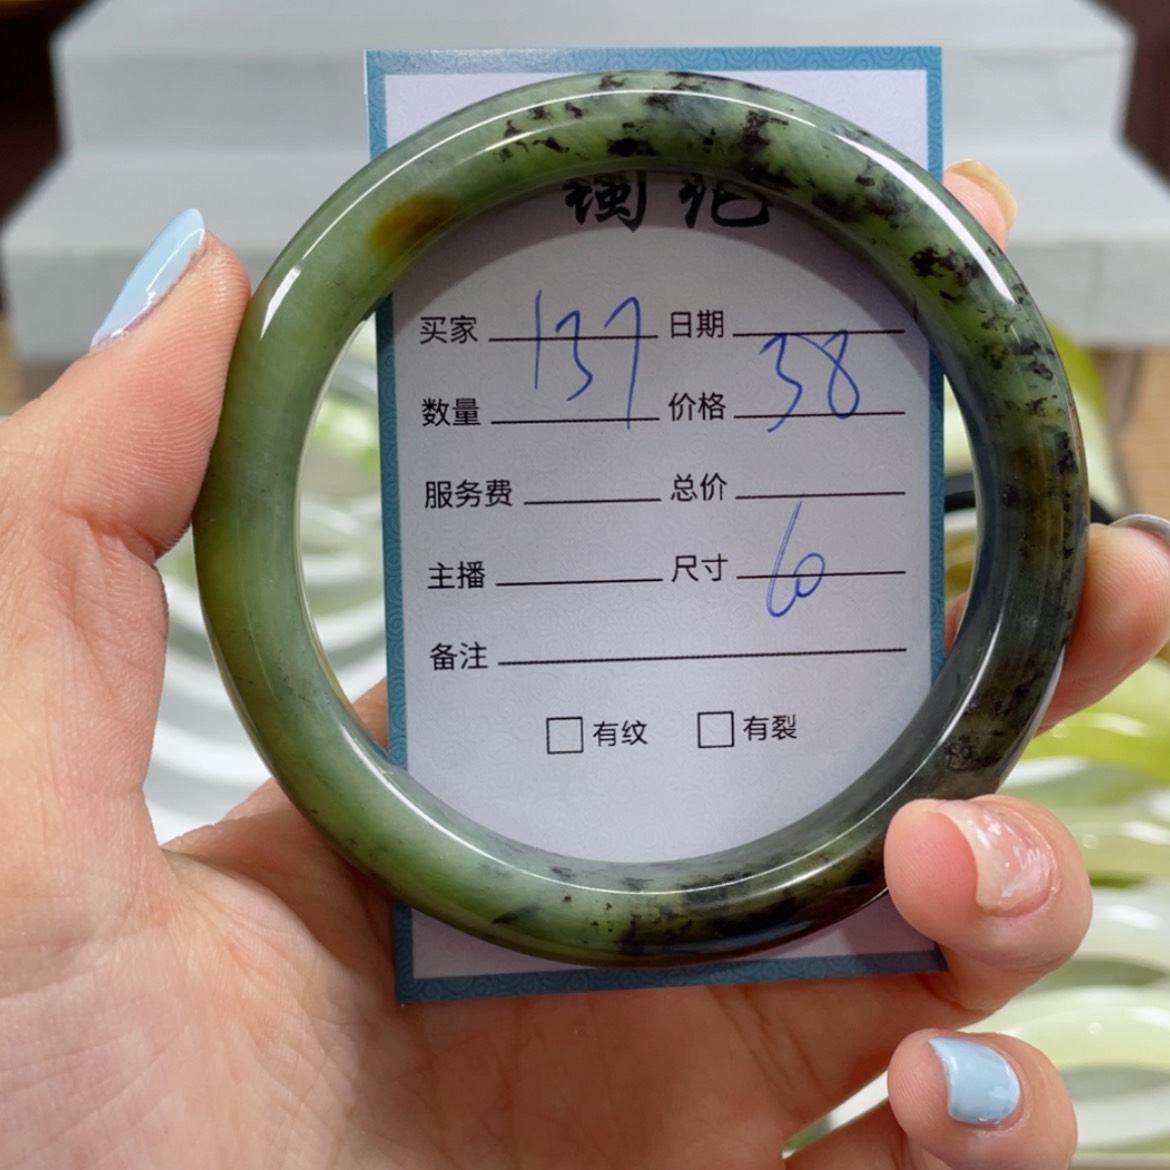 买家 137 日期
数量 价格 38
服务费 总价
主播 尺寸 60
备注
□ 有纹 □ 有裂